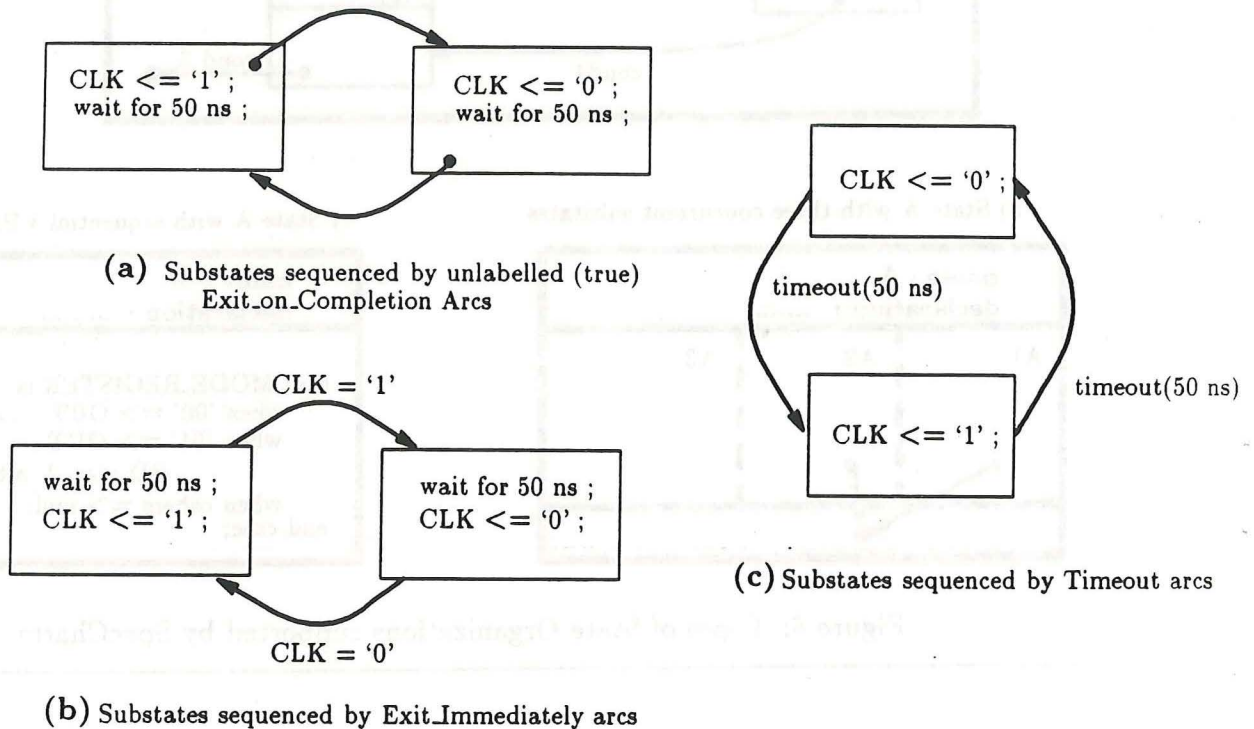 CLK <= ‘1’ ;
wait for 50 ns ;
CLK <= ‘0’ ;
wait for 50 ns ;
(a) Substates sequenced by unlabelled (true)
Exit_on_Completion Arcs
CLK = ‘1’
wait for 50 ns ;
CLK <= ‘1’ ;
wait for 50 ns ;
CLK <= ‘0’ ;
CLK = ‘0’
(b) Substates sequenced by Exit_Immediately arcs
CLK <= ‘0’ ;
timeout(50 ns)
timeout(50 ns)
CLK <= ‘1’ ;
(c) Substates sequenced by Timeout arcs